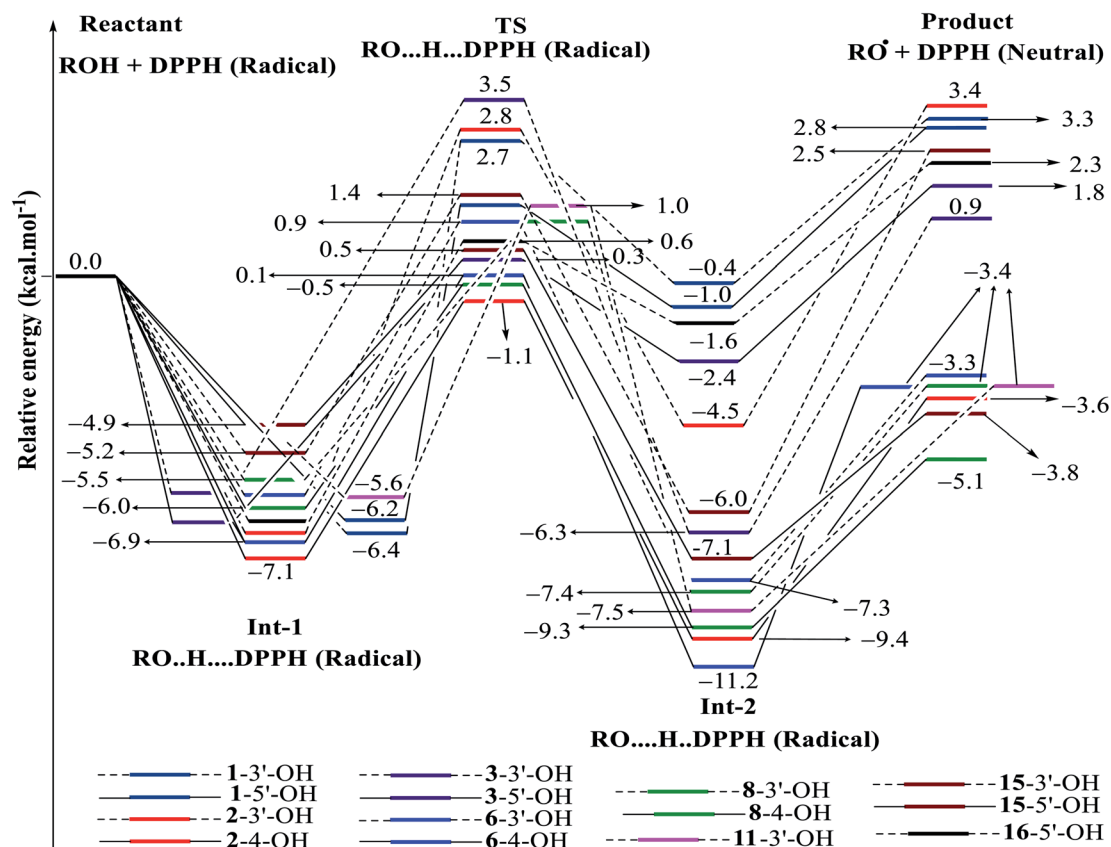 Reactant
TS
Product
ROH + DPPH (Radical)
RO...H...DPPH (Radical)
RO• + DPPH (Neutral)
Relative energy (kcal.mol-1)
0.0
3.5
2.8
2.7
1.4
0.9
0.5
0.1
−0.5
1.0
0.6
0.3
−1.1
3.4
3.3
2.8
2.5
2.3
1.8
0.9
−0.4
−1.0
−1.6
−2.4
−4.5
−3.4
−3.3
−3.6
−3.8
−5.1
−4.9
−5.2
−5.5
−6.0
−6.9
−7.1
−5.6
−6.2
−6.4
−6.0
−6.3
-7.1
−7.4
−7.3
−7.5
−9.3
−9.4
−11.2
Int-1
RO..H....DPPH (Radical)
Int-2
RO....H..DPPH (Radical)
1-3'-OH
1-5'-OH
2-3'-OH
2-4-OH
3-3'-OH
3-5'-OH
6-3'-OH
6-4-OH
8-3'-OH
8-4-OH
11-3'-OH
15-3'-OH
15-5'-OH
16-5'-OH